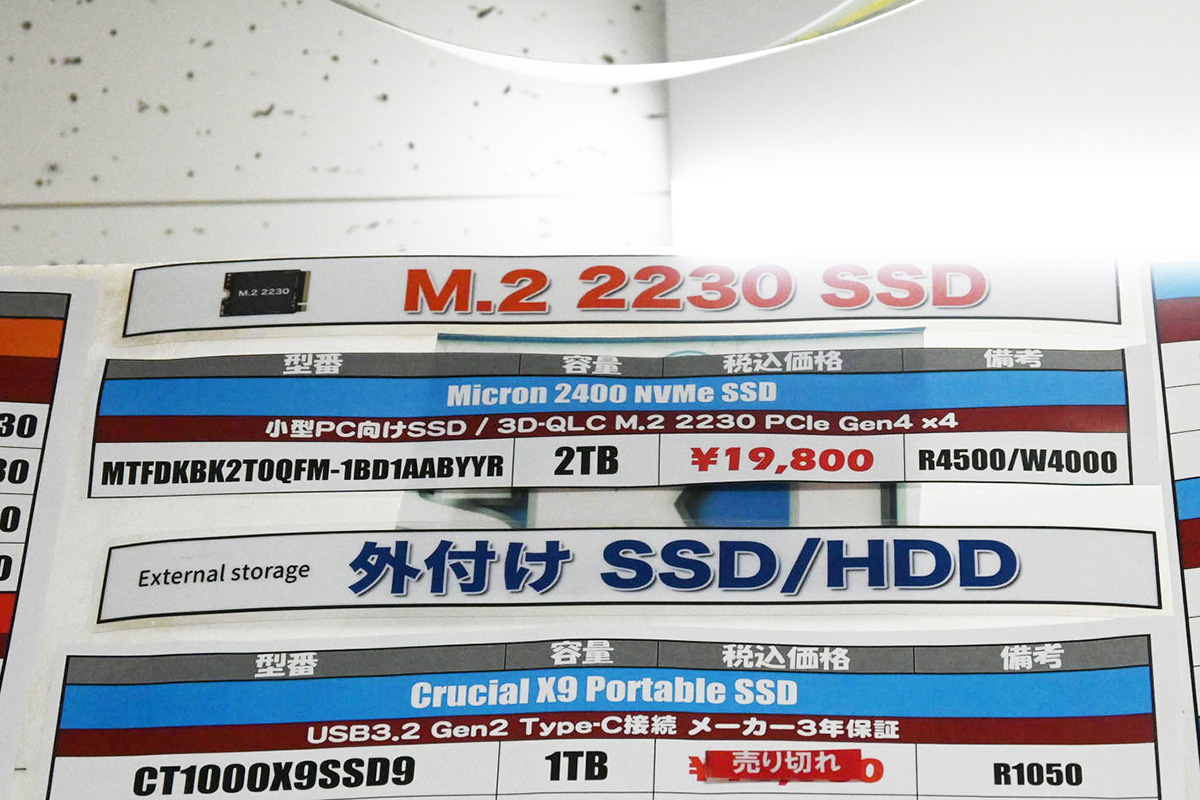 M.2 2230
M.2 2230 SSD
型番 容量 税込価格 備考
Micron 2400 NVMe SSD
小型PC向けSSD / 3D-QLC M.2 2230 PCIe Gen4 x4
MTFDKBK2T0QFM-1BD1AABYYR 2TB ¥19,800 R4500/W4000
External storage 外付け SSD/HDD
型番 容量 税込価格 備考
Crucial X9 Portable SSD
USB3.2 Gen2 Type-C接続 メーカー3年保証
CT1000X9SSD9 1TB 売り切れ R1050
30
30
0
0